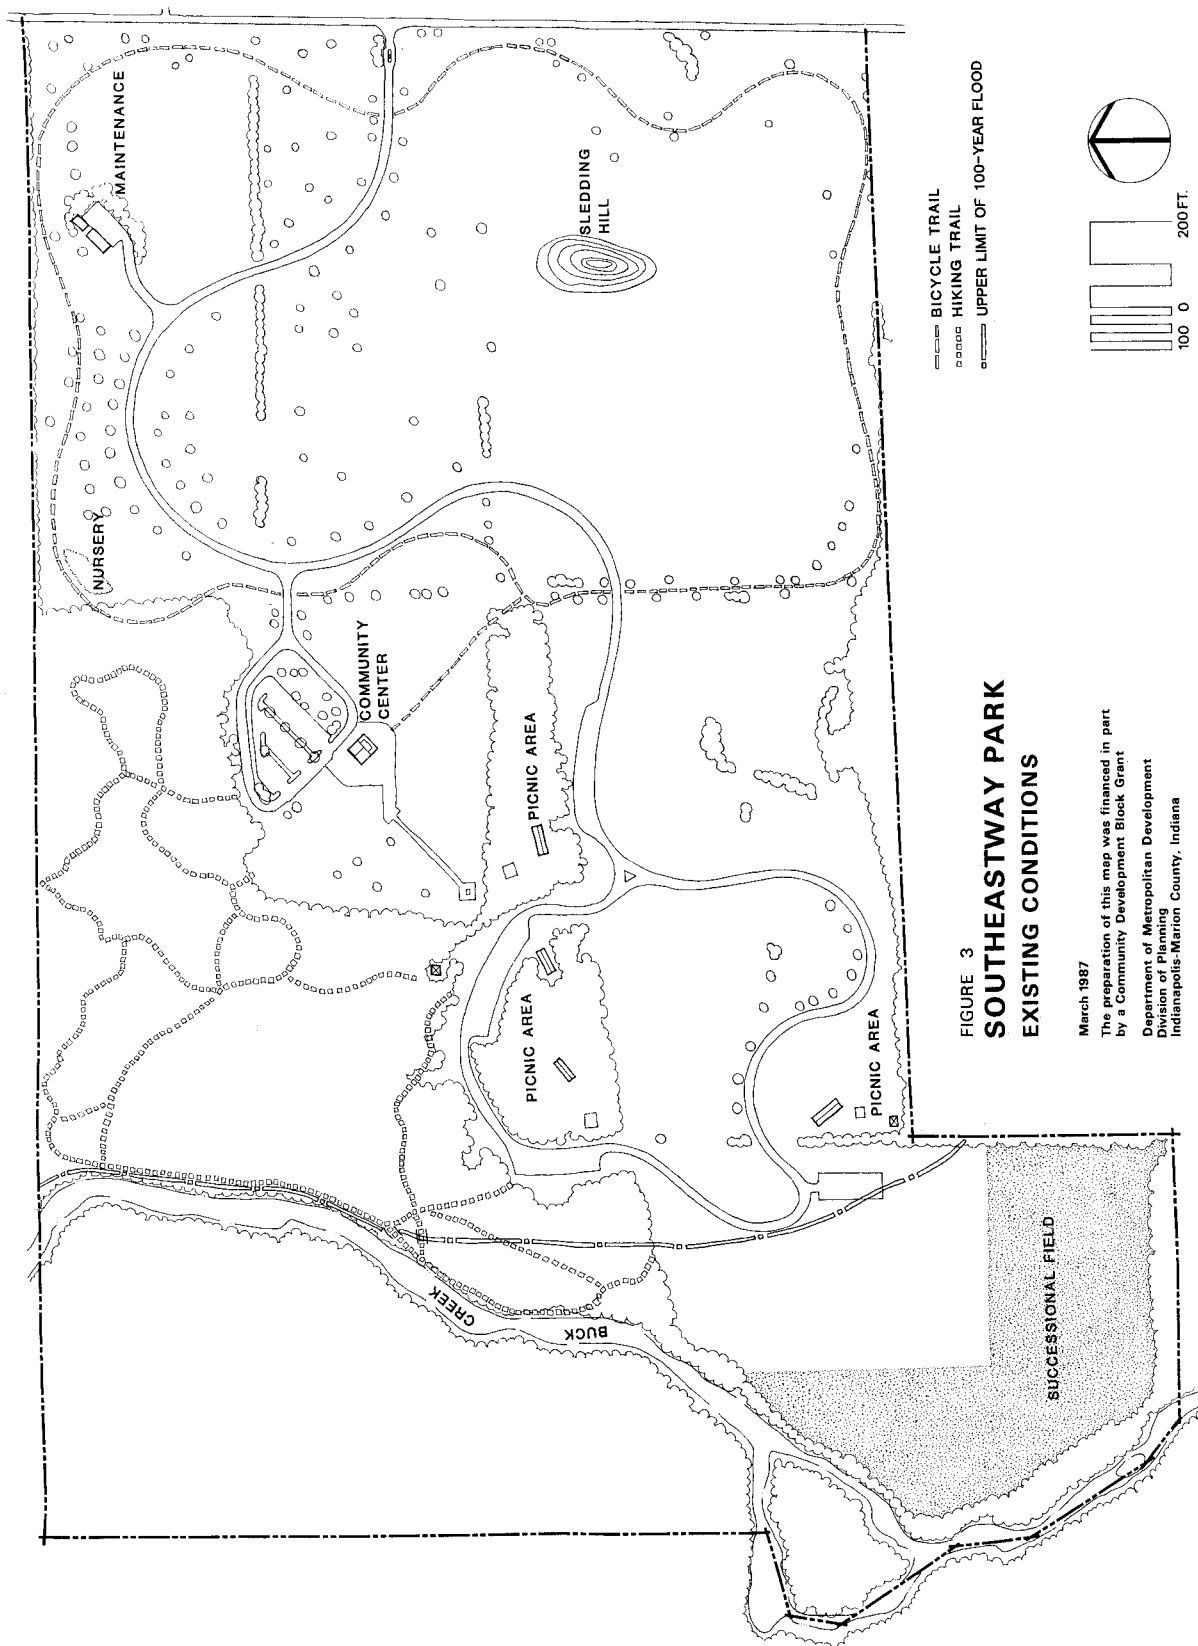 MAINTENANCE
NURSERY
SLEDDING
HILL
COMMUNITY
CENTER
PICNIC AREA
PICNIC AREA
PICNIC AREA
BUCK
CREEK
SUCCESSIONAL FIELD
BICYCLE TRAIL
HIKING TRAIL
UPPER LIMIT OF 100-YEAR FLOOD
100 0 200 FT.
FIGURE 3
SOUTHEASTWAY PARK
EXISTING CONDITIONS
March 1987
The preparation of this map was financed in part
by a Community Development Block Grant
Department of Metropolitan Development
Division of Planning
Indianapolis-Marion County, Indiana